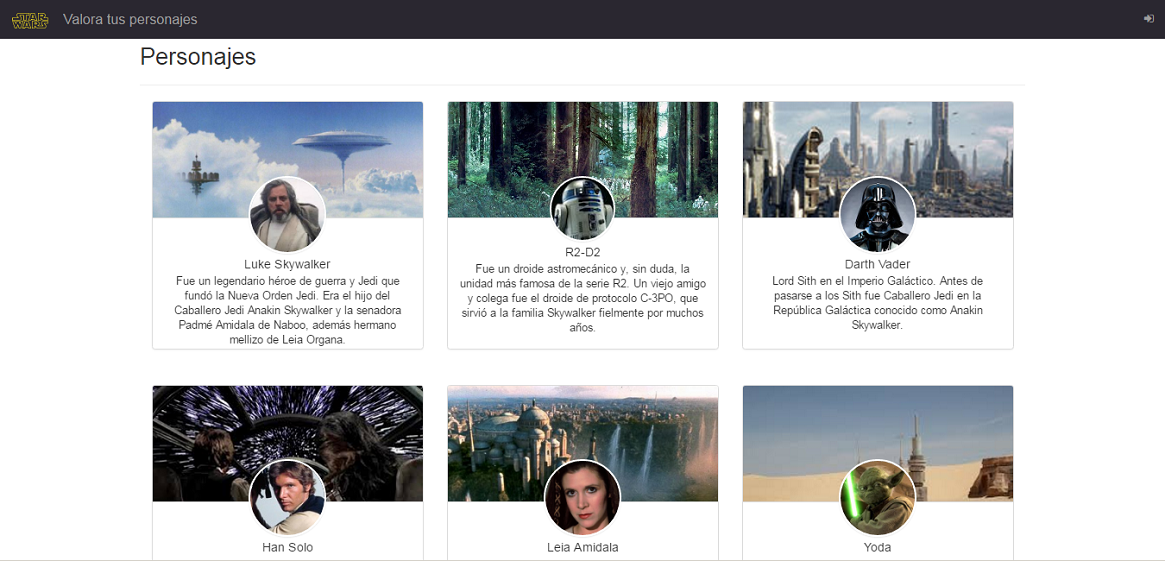 STAR WARS Valora tus personajes
Personajes
Luke Skywalker
Fue un legendario héroe de guerra y Jedi que
fundó la Nueva Orden Jedi. Era el hijo del
Caballero Jedi Anakin Skywalker y la senadora
Padmé Amidala de Naboo, además hermano
mellizo de Leia Organa.
R2-D2
Fue un droide astromecánico y, sin duda, la
unidad más famosa de la serie R2. Un viejo amigo
y colega fue el droide de protocolo C-3PO, que
sirvió a la familia Skywalker fielmente por muchos
años.
Darth Vader
Lord Sith en el Imperio Galáctico. Antes de
pasarse a los Sith fue Caballero Jedi en la
República Galáctica conocido como Anakin
Skywalker.
Han Solo
Leia Amidala
Yoda